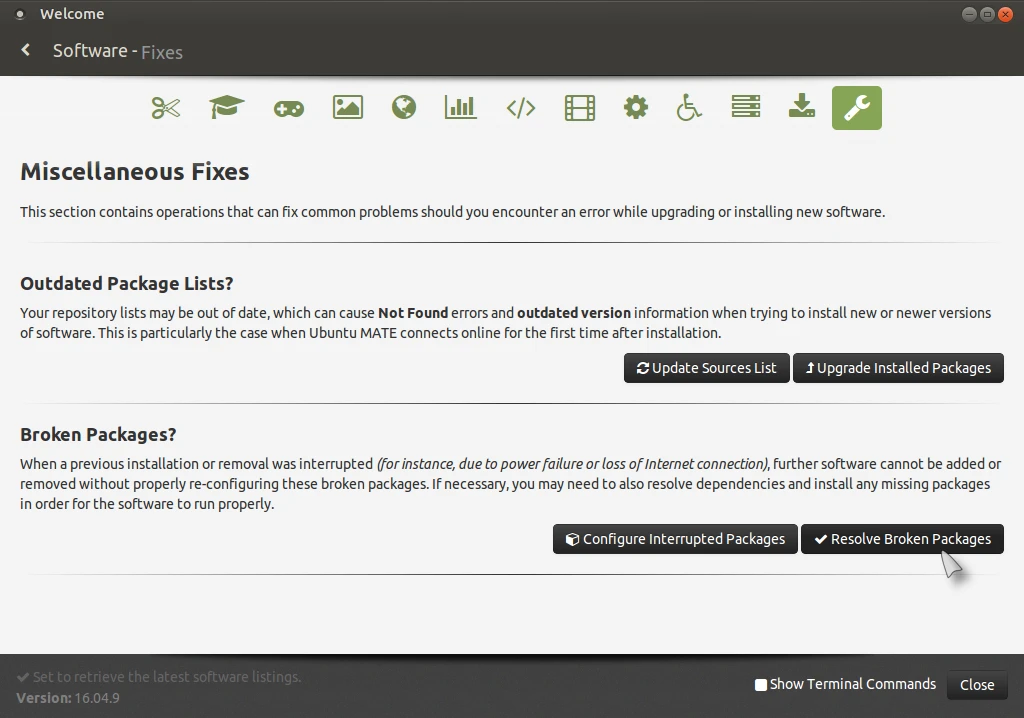 Welcome
Software - Fixes
Miscellaneous Fixes
This section contains operations that can fix common problems should you encounter an error while upgrading or installing new software.
Outdated Package Lists?
Your repository lists may be out of date, which can cause Not Found errors and outdated version information when trying to install new or newer versions
of software. This is particularly the case when Ubuntu MATE connects online for the first time after installation.
Update Sources List Upgrade Installed Packages
Broken Packages?
When a previous installation or removal was interrupted (for instance, due to power failure or loss of Internet connection), further software cannot be added or
removed without properly re-configuring these broken packages. If necessary, you may need to also resolve dependencies and install any missing packages
in order for the software to run properly.
Configure Interrupted Packages Resolve Broken Packages
Set to retrieve the latest software listings.
Version: 16.04.9
Show Terminal Commands Close